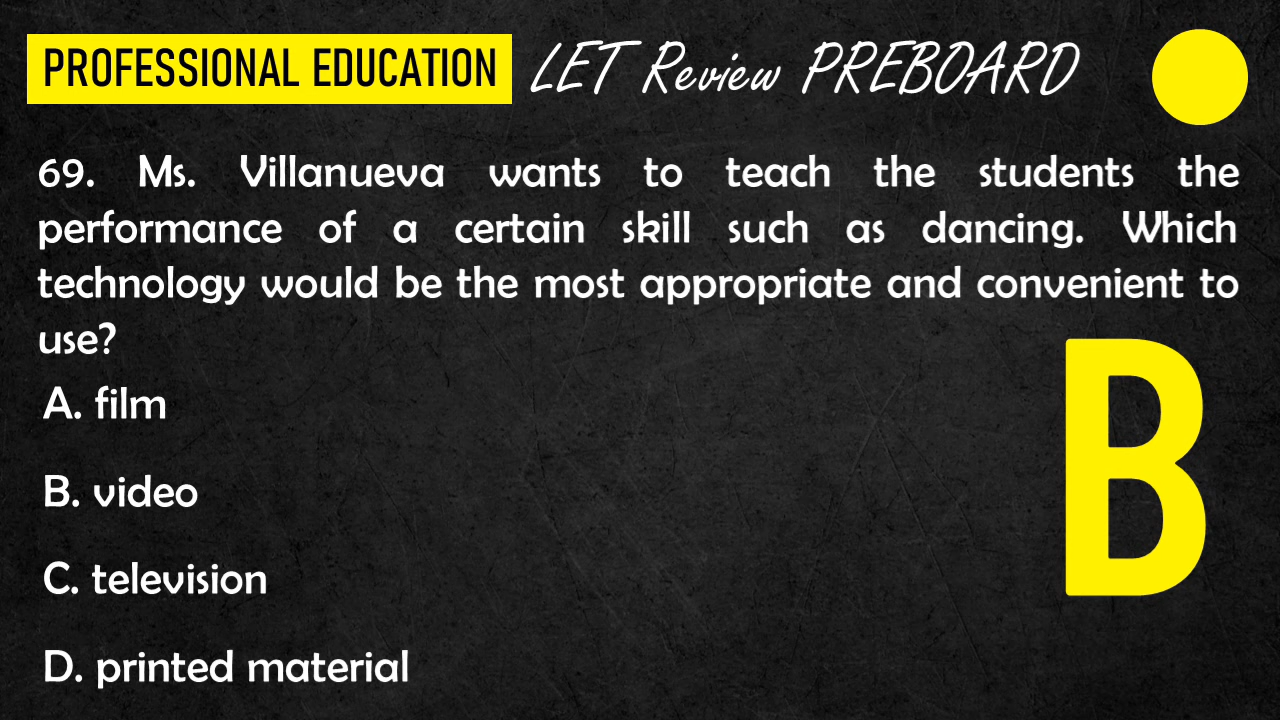 PROFESSIONAL EDUCATION LET Review PREBOARD
69. Ms. Villanueva wants to teach the students the
performance of a certain skill such as dancing. Which
technology would be the most appropriate and convenient to
use?
A. film
B. video
C. television
D. printed material
B